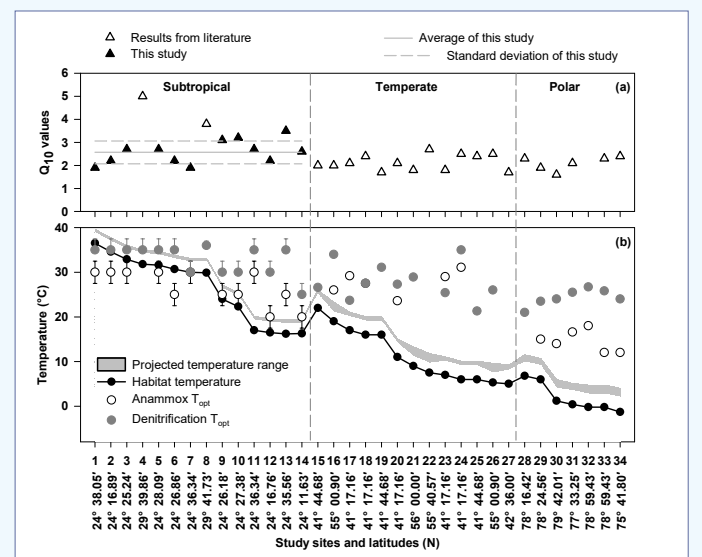 Results from literature
This study
Average of this study
Standard deviation of this study
Subtropical
Temperate
Polar
(a)
Q10 values
6
5
4
3
2
1
0
(b)
Temperature (°C)
40
30
20
10
0
Projected temperature range
Habitat temperature
Anammox Topt
Denitrification Topt
1 2 3 4 5 6 7 8 9 10 11 12 13 14 15 16 17 18 19 20 21 22 23 24 25 26 27 28 29 30 31 32 33 34
24° 38.05'
24° 16.89'
24° 25.24'
29° 39.86'
28° 09.09'
24° 26.86'
24° 36.34'
29° 41.73'
24° 26.18'
24° 27.38'
24° 36.34'
24° 16.76'
24° 35.56'
24° 11.63'
41° 44.68'
55° 00.90'
41° 17.16'
41° 17.16'
41° 44.68'
41° 17.16'
56° 00.00'
55° 40.57'
41° 17.16'
41° 17.16'
41° 44.68'
55° 00.90'
42° 36.00'
78° 16.42'
78° 24.56'
79° 42.01'
77° 33.25'
78° 59.43'
78° 59.43'
75° 41.80'
Study sites and latitudes (N)